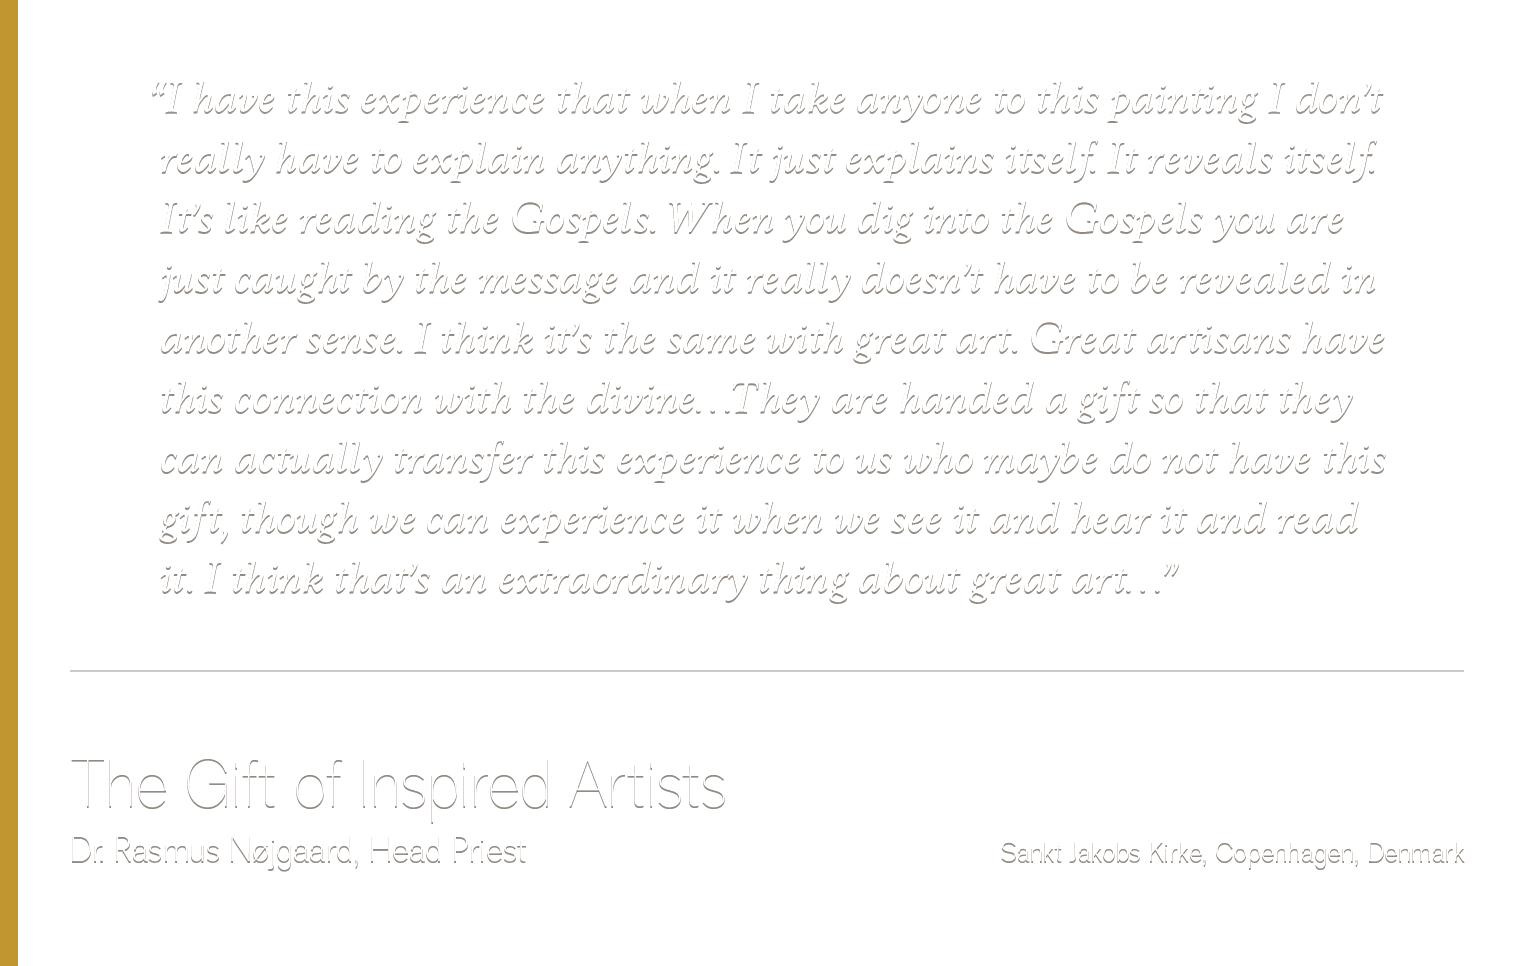 “I have this experience that when I take anyone to this painting I don’t
really have to explain anything. It just explains itself. It reveals itself.
It’s like reading the Gospels. When you dig into the Gospels you are
just caught by the message and it really doesn’t have to be revealed in
another sense. I think it’s the same with great art. Great artisans have
this connection with the divine…They are handed a gift so that they
can actually transfer this experience to us who maybe do not have this
gift, though we can experience it when we see it and hear it and read
it. I think that’s an extraordinary thing about great art…”
The Gift of Inspired Artists
Dr. Rasmus Nøjgaard, Head Priest
Sankt Jakobs Kirke, Copenhagen, Denmark